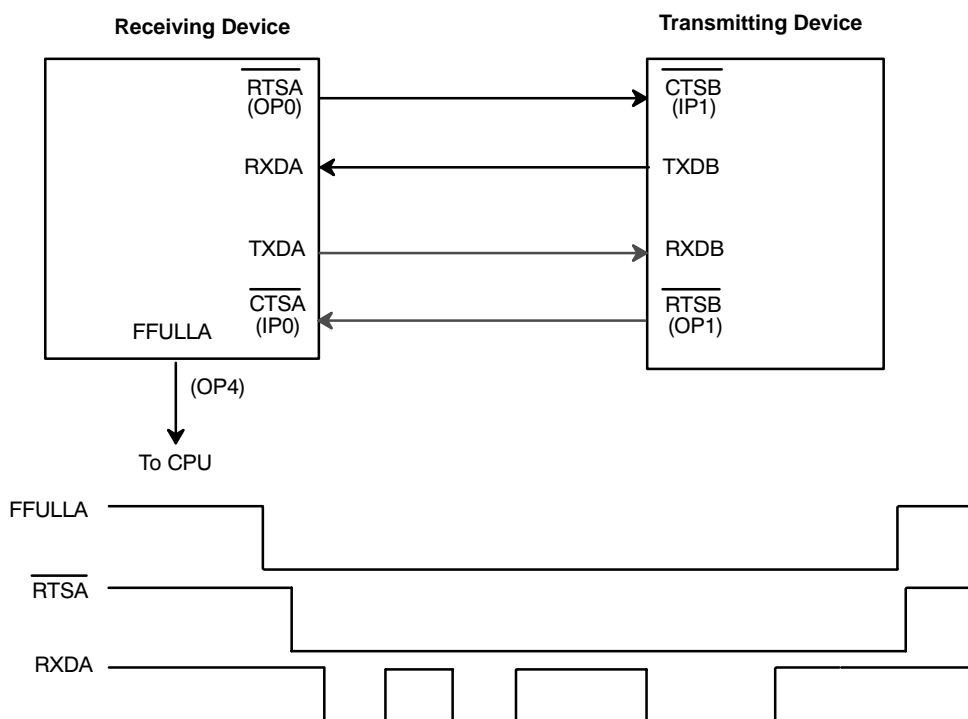 Receiving Device
Transmitting Device
RTSA
(OP0)
CTSB
(IP1)
RXDA
TXDB
TXDA
RXDB
CTSA
(IP0)
RTSB
(OP1)
FFULLA
(OP4)
To CPU
FFULLA
RTSA
RXDA